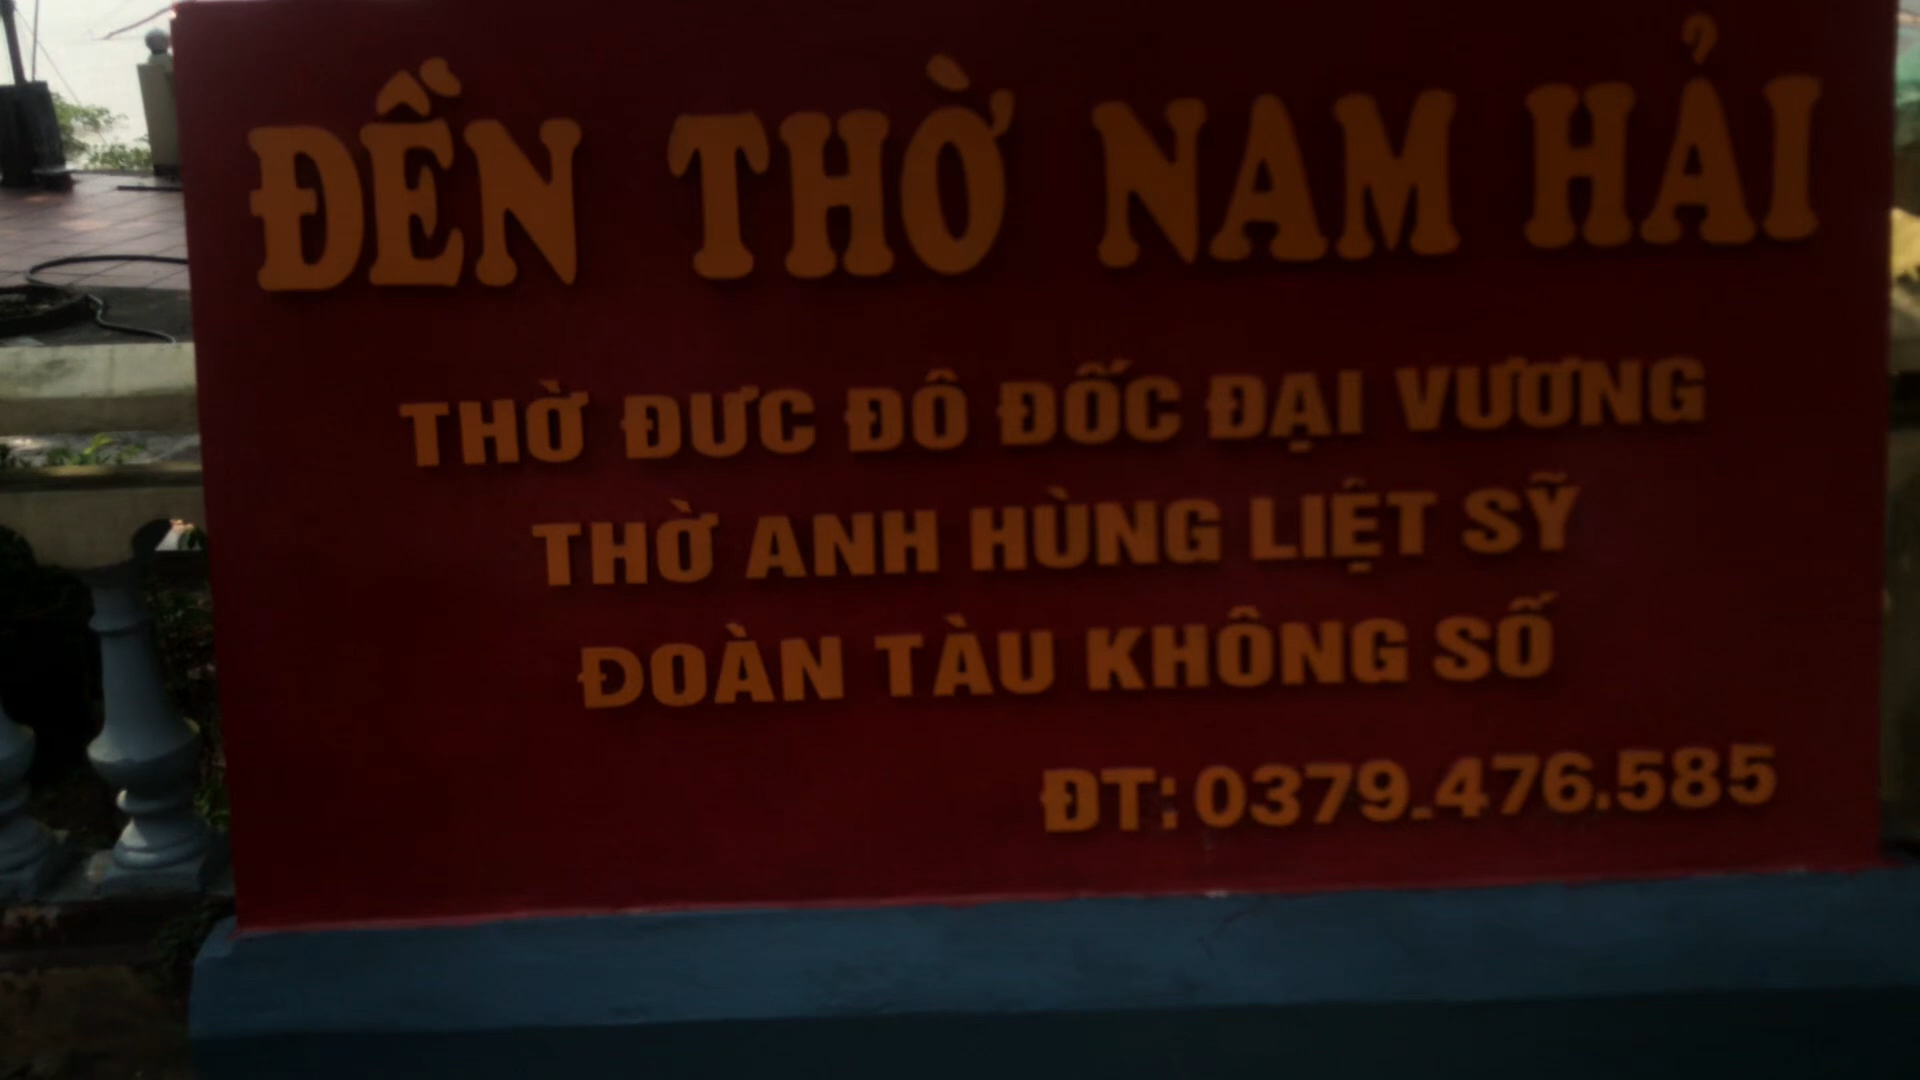 ĐỀN THỜ NAM HẢI
THỜ ĐƯC ĐÔ ĐỐC ĐẠI VƯƠNG
THỜ ANH HÙNG LIỆT SỸ
ĐOÀN TÀU KHÔNG SỐ
ĐT: 0379.476.585